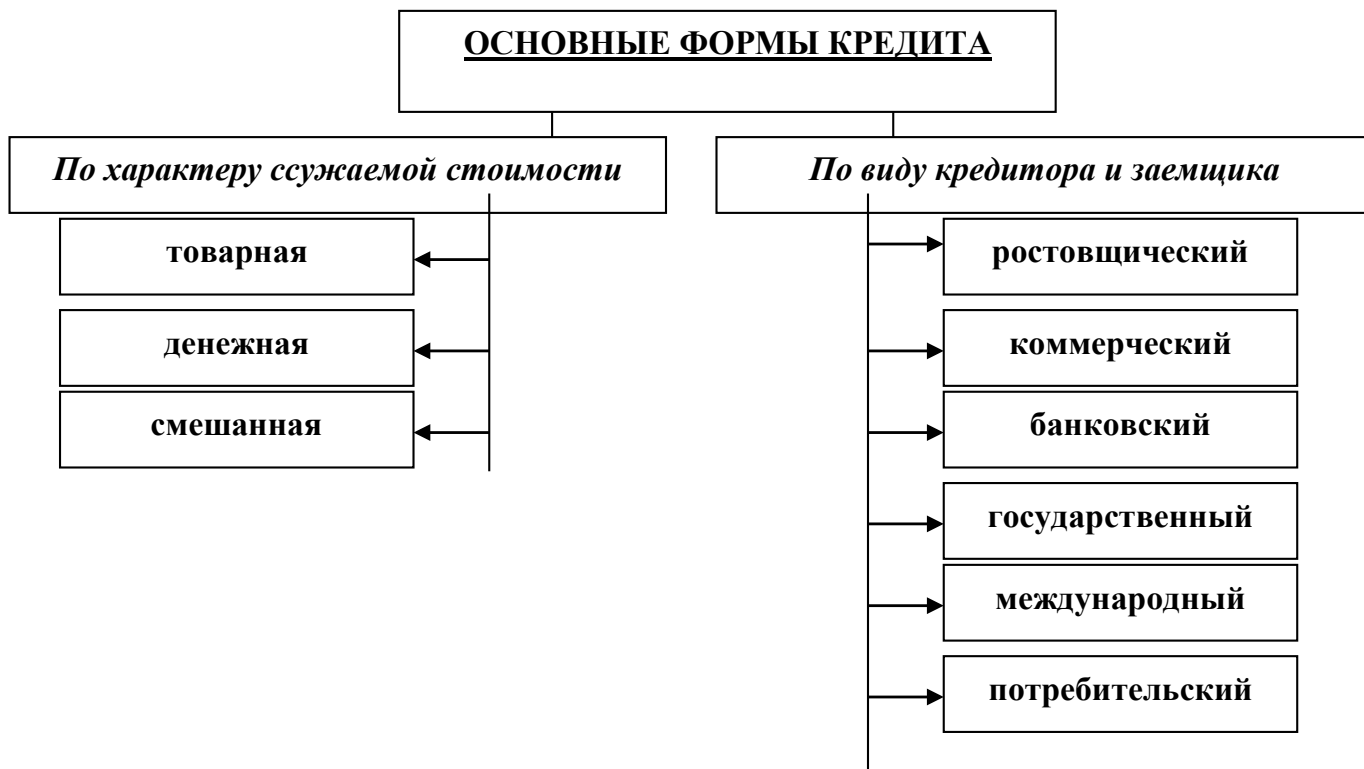 ОСНОВНЫЕ ФОРМЫ КРЕДИТА
По характеру ссужаемой стоимости
товарная
денежная
смешанная
По виду кредитора и заемщика
ростовщический
коммерческий
банковский
государственный
международный
потребительский